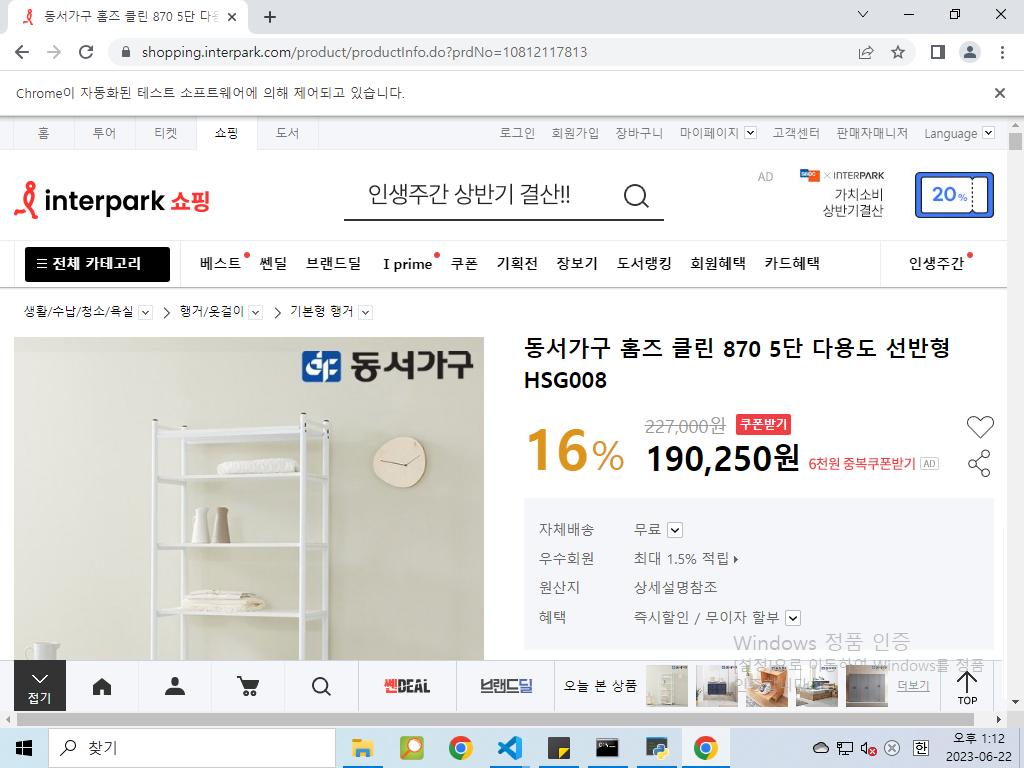 동서가구 홈즈 클린 870 5단 다용
shopping.interpark.com/product/productInfo.do?prdNo=10812117813
Chrome이 자동화된 테스트 소프트웨어에 의해 제어되고 있습니다.
홈 투어 티켓 쇼핑 도서 로그인 회원가입 장바구니 마이페이지 고객센터 판매자매니저 Language
interpark 쇼핑
인생주간 상반기 결산!!
AD
× INTERPARK
가치소비
상반기결산
20%
전체 카테고리 베스트 쎈딜 브랜드딜 I prime 쿠폰 기획전 장보기 도서랭킹 회원혜택 카드혜택 인생주간
생활/수납/청소/욕실 행거/옷걸이 기본형 행거
동서가구
동서가구 홈즈 클린 870 5단 다용도 선반형
HSG008
16%
227,000원 쿠폰받기
190,250원 6천원 중복쿠폰받기 AD
자체배송 무료
우수회원 최대 1.5% 적립
원산지 상세설명참조
혜택 즉시할인 / 무이자 할부
Windows 정품 인증
[설정]으로 이동하여 Windows를 정품
접기
쎈DEAL 브랜드딜 오늘 본 상품 더보기 TOP
찾기
한
오후 1:12
2023-06-22